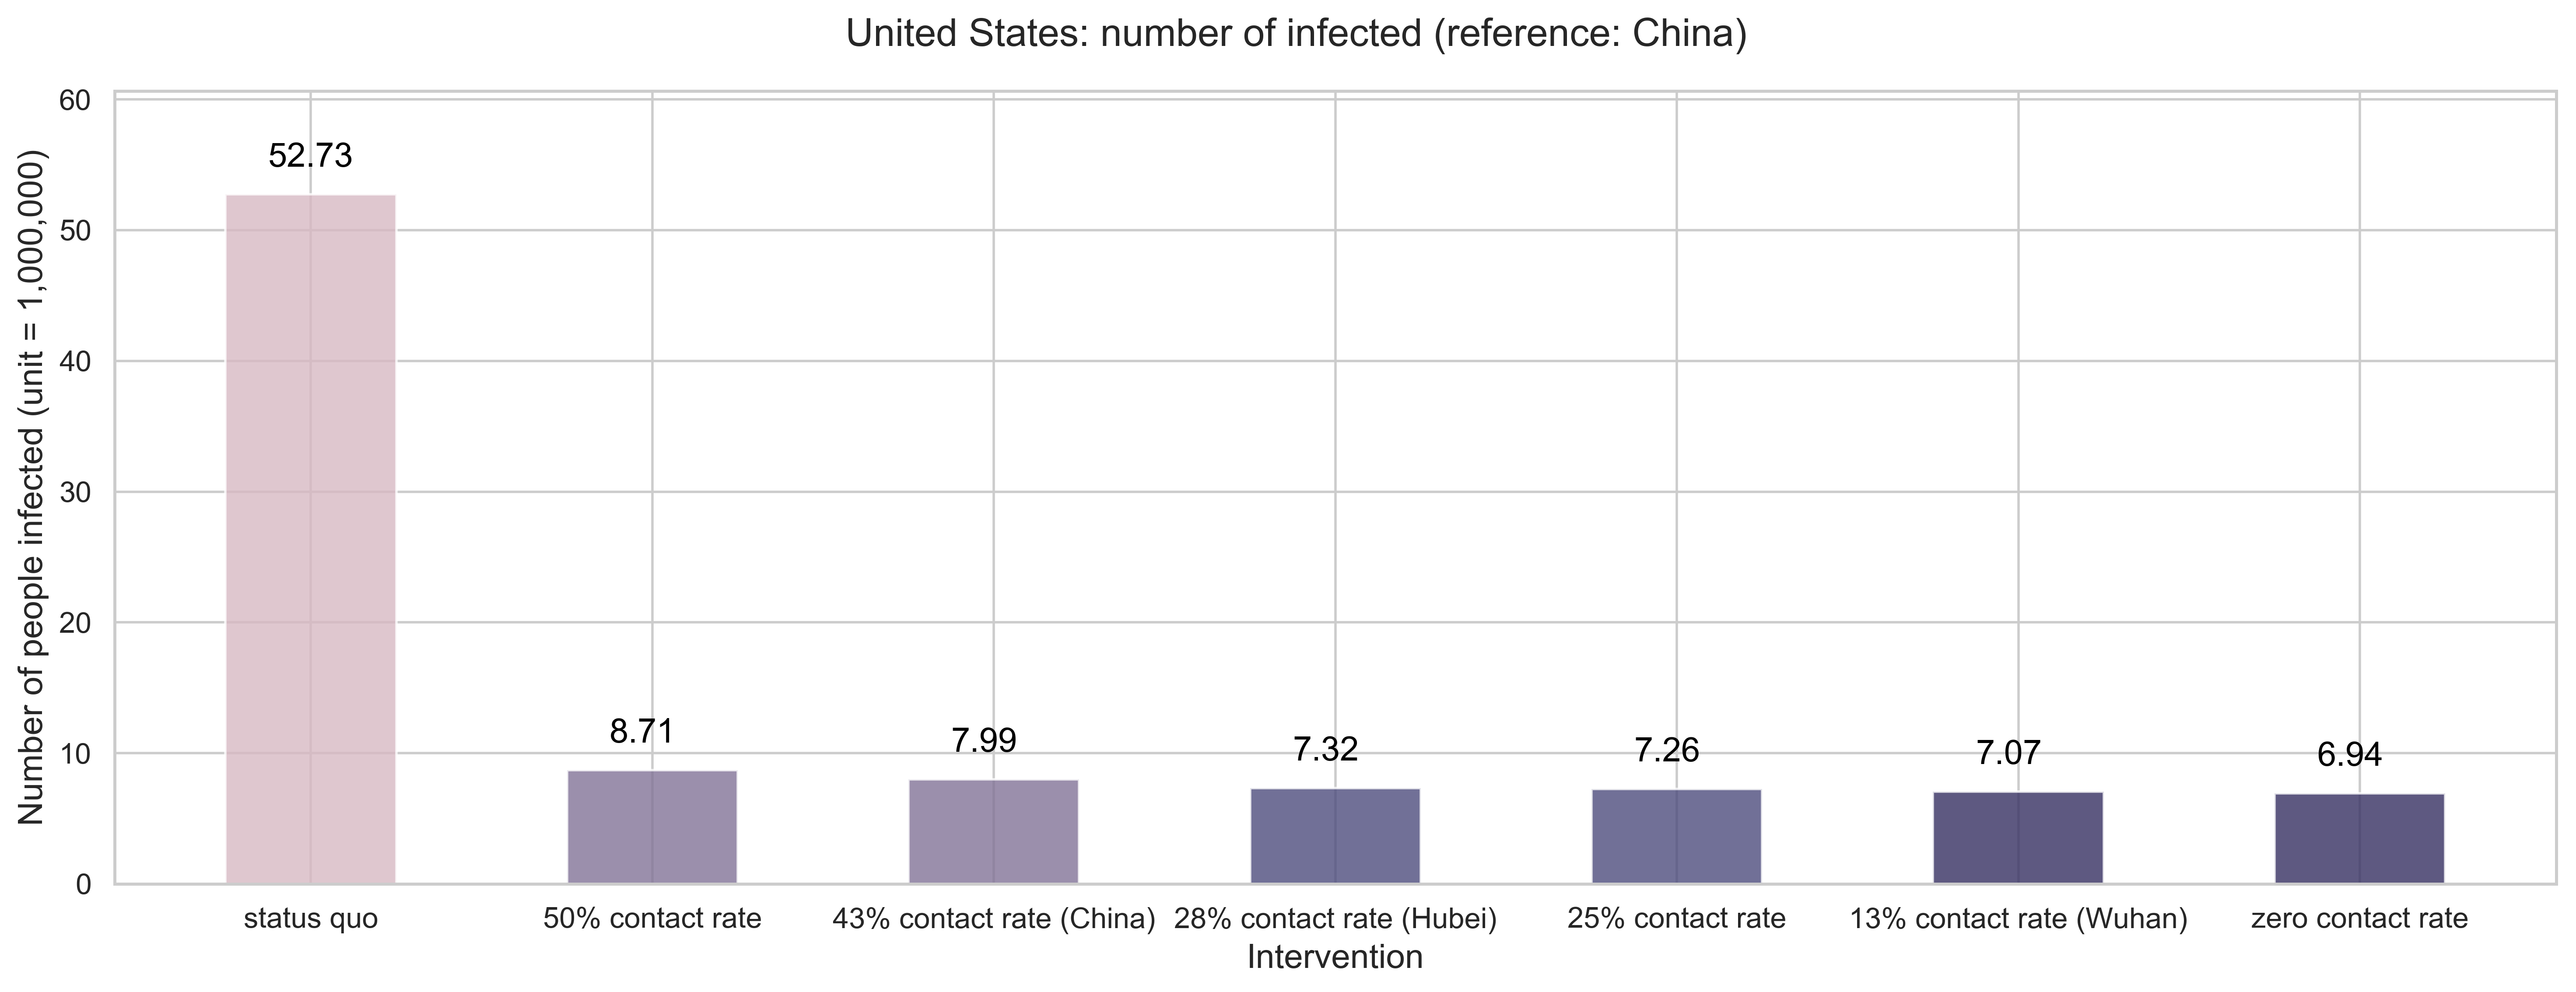 United States: number of infected (reference: China)
Number of people infected (unit = 1,000,000)
60
50
40
30
20
10
0
52.73
8.71
7.99
7.32
7.26
7.07
6.94
status quo
50% contact rate
43% contact rate (China)
28% contact rate (Hubei)
25% contact rate
13% contact rate (Wuhan)
zero contact rate
Intervention